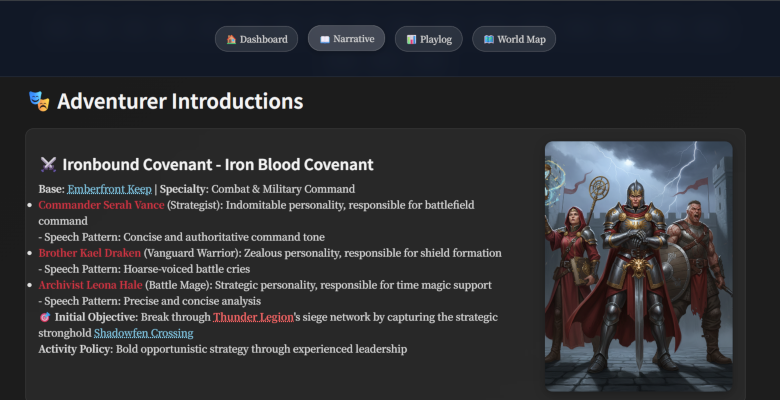 Dashboard
Narrative
Playlog
World Map
Adventurer Introductions
Ironbound Covenant - Iron Blood Covenant
Base: Emberfront Keep | Specialty: Combat & Military Command
Commander Serah Vance (Strategist): Indomitable personality, responsible for battlefield
command
- Speech Pattern: Concise and authoritative command tone
Brother Kael Draken (Vanguard Warrior): Zealous personality, responsible for shield formation
- Speech Pattern: Hoarse-voiced battle cries
Archivist Leona Hale (Battle Mage): Strategic personality, responsible for time magic support
- Speech Pattern: Precise and concise analysis
Initial Objective: Break through Thunder Legion's siege network by capturing the strategic
stronghold Shadowfen Crossing
Activity Policy: Bold opportunistic strategy through experienced leadership